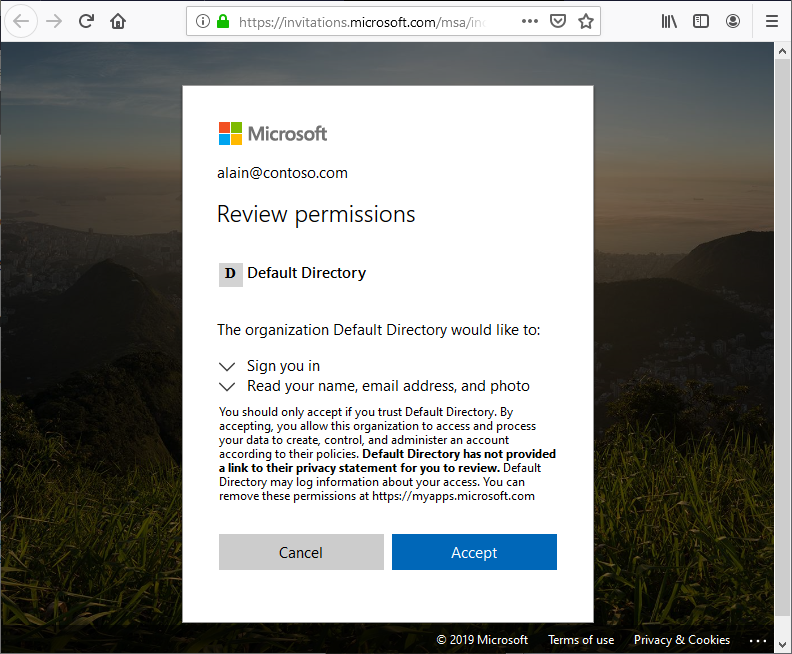 https://invitations.microsoft.com/msa/in
Microsoft
alain@contoso.com
Review permissions
D Default Directory
The organization Default Directory would like to:
Sign you in
Read your name, email address, and photo
You should only accept if you trust Default Directory. By
accepting, you allow this organization to access and process
your data to create, control, and administer an account
according to their policies. Default Directory has not provided
a link to their privacy statement for you to review. Default
Directory may log information about your access. You can
remove these permissions at https://myapps.microsoft.com
Cancel Accept
© 2019 Microsoft Terms of use Privacy & Cookies